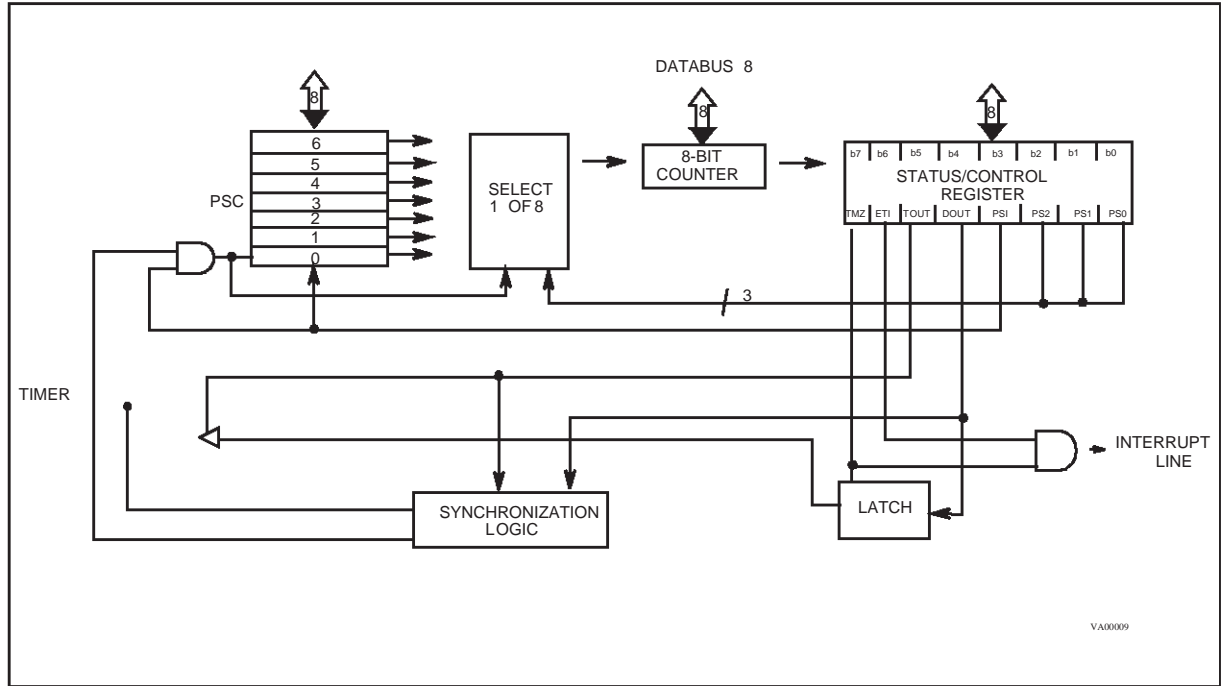 DATABUS 8
8
8
8
6
5
4
3
2
1
0
PSC
SELECT
1 OF 8
8-BIT
COUNTER
b7 b6 b5 b4 b3 b2 b1 b0
STATUS/CONTROL
REGISTER
TMZ ETI TOUT DOUT PSI PS2 PS1 PS0
3
TIMER
SYNCHRONIZATION
LOGIC
LATCH
INTERRUPT
LINE
VA00009